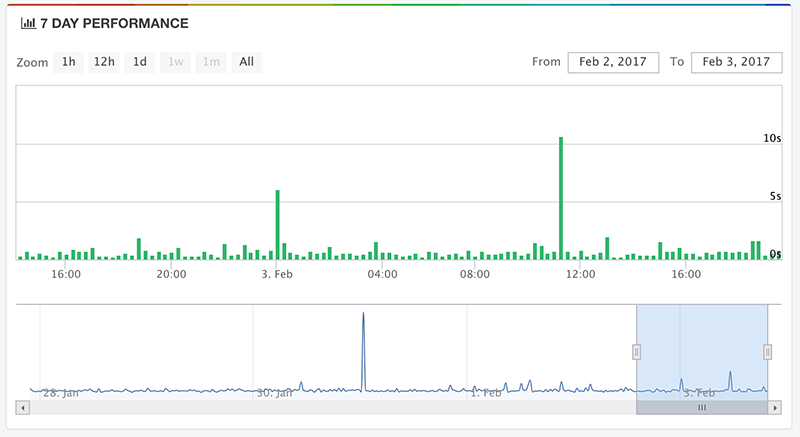 7 DAY PERFORMANCE
Zoom 1h 12h 1d 1w 1m All From Feb 2, 2017 To Feb 3, 2017
10s
5s
0s
16:00 20:00 3. Feb 04:00 08:00 12:00 16:00
28. Jan 30. Jan 1. Feb 3. Feb